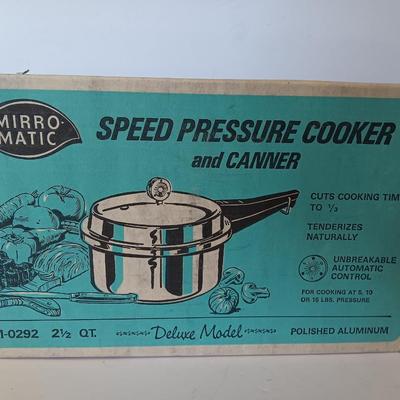 MIRRO-
MATIC
SPEED PRESSURE COOKER
and CANNER
CUTS COOKING TIM
TO 1/3
TENDERIZES
NATURALLY
UNBREAKABLE
AUTOMATIC
CONTROL
FOR COOKING AT 5, 10
OR 15 LBS. PRESSURE
-0292 2½ QT. Deluxe Model POLISHED ALUMINUM